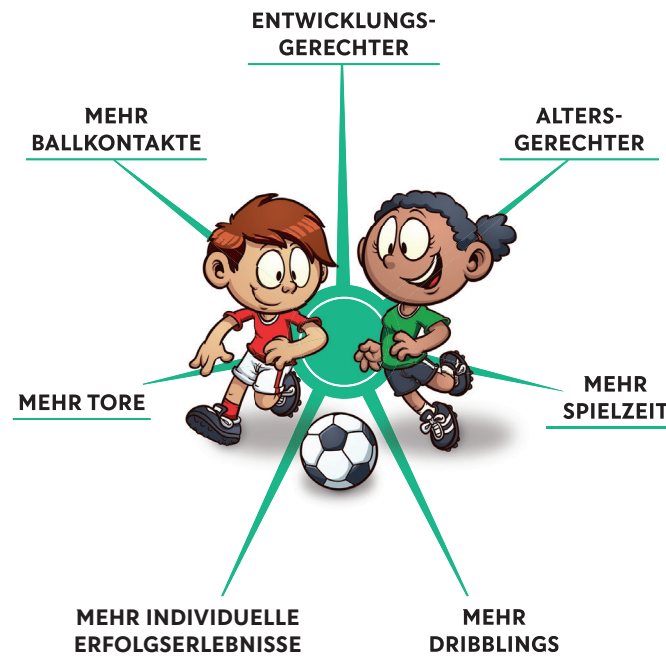 ENTWICKLUNGS-
GERECHTER
MEHR
BALLKONTAKTE
ALTERS-
GERECHTER
MEHR TORE
MEHR
SPIELZEIT
MEHR INDIVIDUELLE
ERFOLGSERLEBNISSE
MEHR
DRIBBLINGS